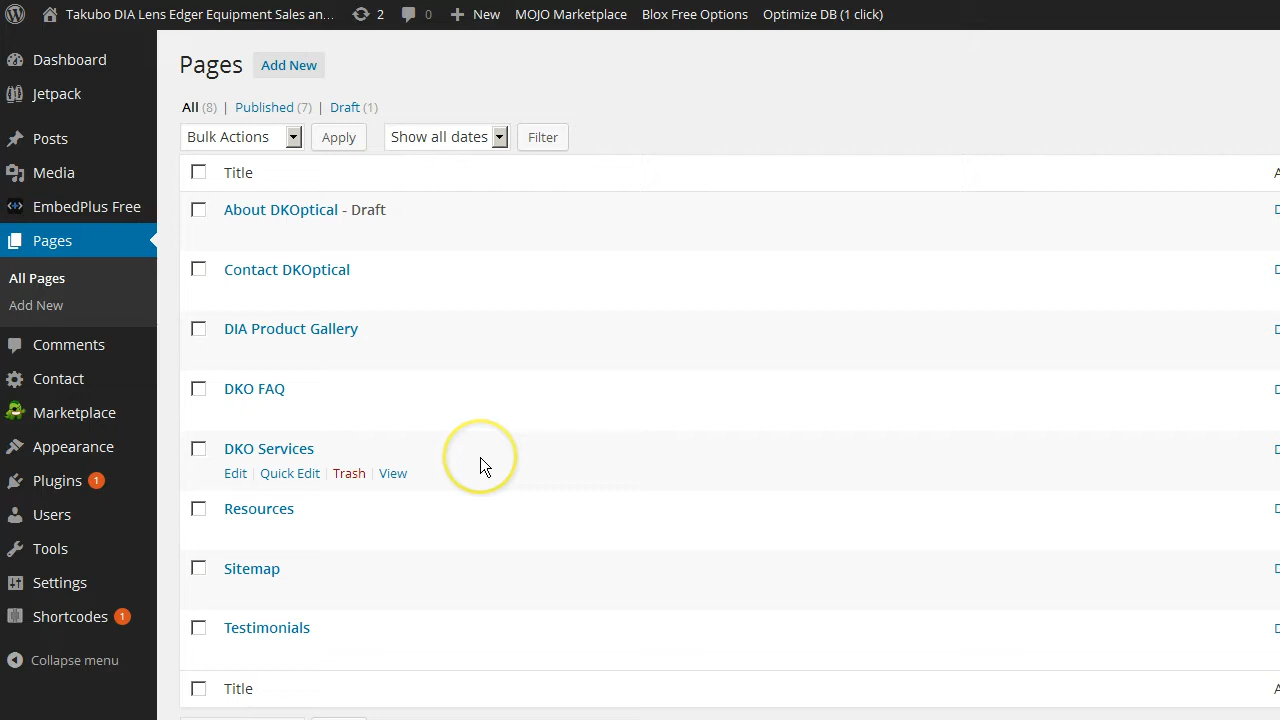 Takubo DIA Lens Edger Equipment Sales an... 2 0 New MOJO Marketplace Blox Free Options Optimize DB (1 click)
Dashboard
Jetpack
Posts
Media
EmbedPlus Free
Pages
All Pages
Add New
Comments
Contact
Marketplace
Appearance
Plugins 1
Users
Tools
Settings
Shortcodes 1
Collapse menu
Pages Add New
All (8) | Published (7) | Draft (1)
Bulk Actions Apply Show all dates Filter
Title
About DKOptical - Draft
Contact DKOptical
DIA Product Gallery
DKO FAQ
DKO Services
Edit | Quick Edit | Trash | View
Resources
Sitemap
Testimonials
Title